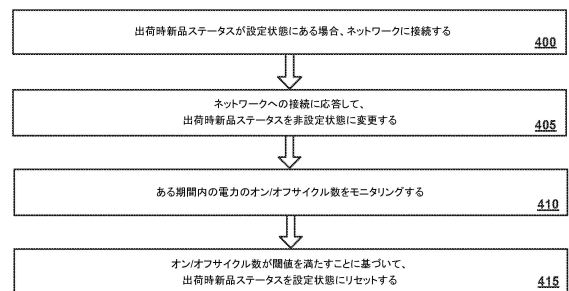 出荷時新品ステータスが設定状態にある場合、ネットワークに接続する
400
ネットワークへの接続に応答して、
出荷時新品ステータスを非設定状態に変更する
405
ある期間内の電力のオン/オフサイクル数をモニタリングする
410
オン/オフサイクル数が閾値を満たすことに基づいて、
出荷時新品ステータスを設定状態にリセットする
415